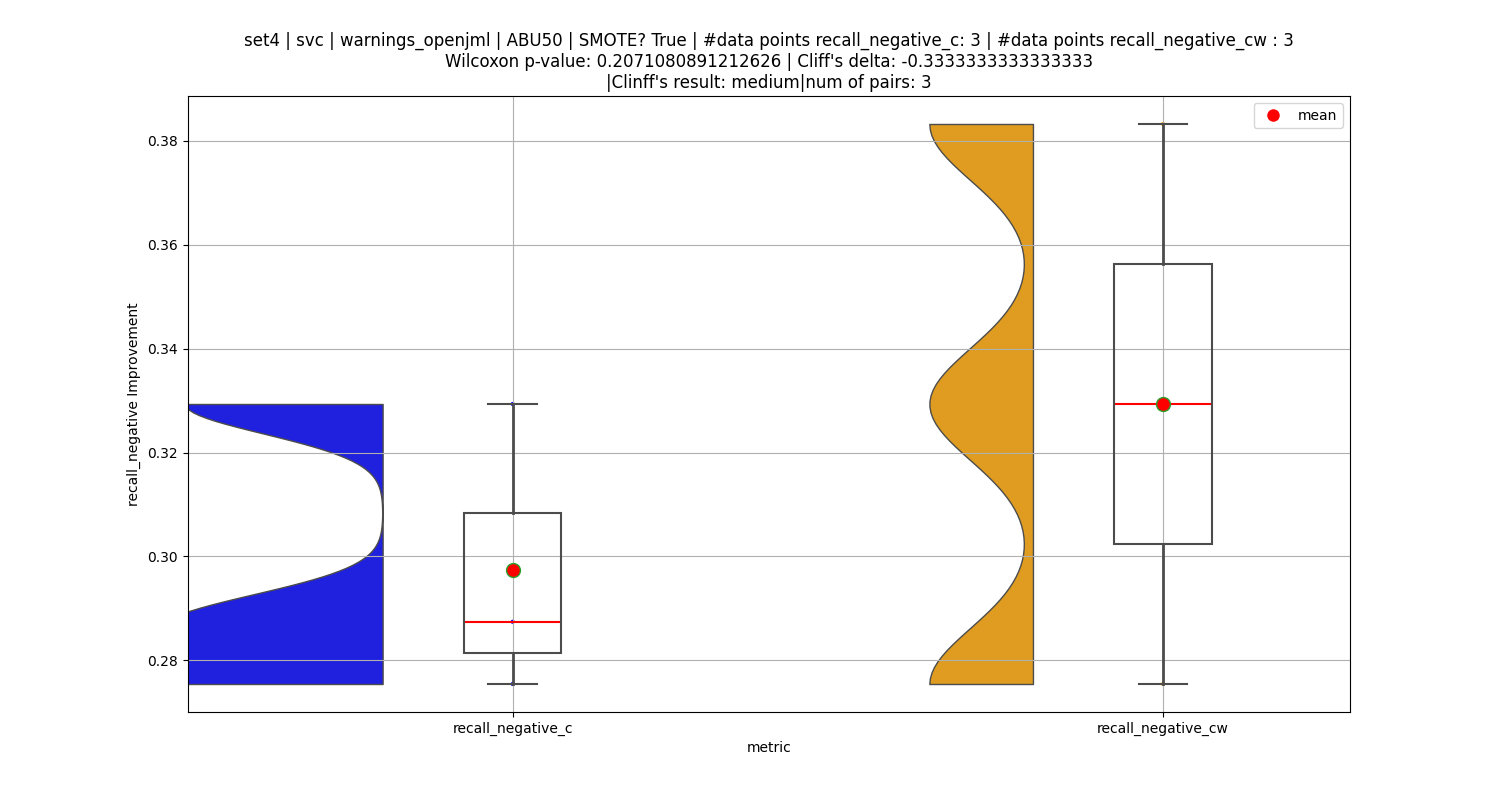 set4 | svc | warnings_openjml | ABU50 | SMOTE? True | #data points recall_negative_c: 3 | #data points recall_negative_cw : 3
Wilcoxon p-value: 0.2071080891212626 | Cliff's delta: -0.3333333333333333
|Clinff's result: medium|num of pairs: 3
mean
0.38
0.36
0.34
0.32
0.30
0.28
recall_negative Improvement
recall_negative_c
recall_negative_cw
metric